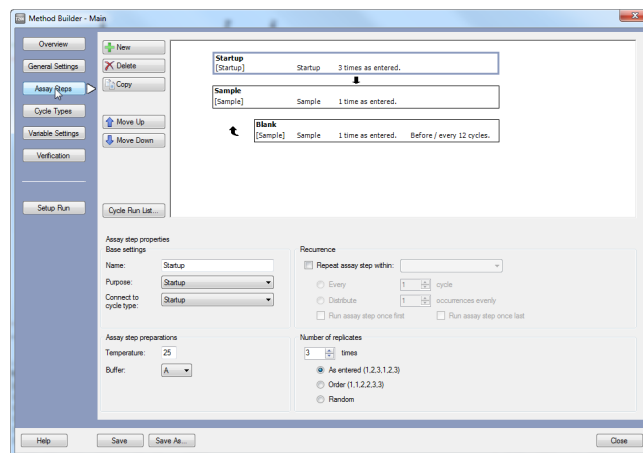 Method Builder - Main
Overview
General Settings
Assay Steps
Cycle Types
Variable Settings
Verification
Setup Run
New
Delete
Copy
Move Up
Move Down
Cycle Run List...
Startup
[Startup] Startup 3 times as entered.
Sample
[Sample] Sample 1 time as entered.
Blank
[Sample] Sample 1 time as entered. Before / every 12 cycles.
Assay step properties
Base settings
Name: Startup
Purpose: Startup
Connect to
cycle type: Startup
Assay step preparations
Temperature: 25
Buffer: A
Recurrence
Repeat assay step within:
Every 1 cycle
Distribute 1 occurrences evenly
Run assay step once first Run assay step once last
Number of replicates
3 times
As entered (1,2,3,1,2,3)
Order (1,1,2,2,3,3)
Random
Help Save Save As... Close